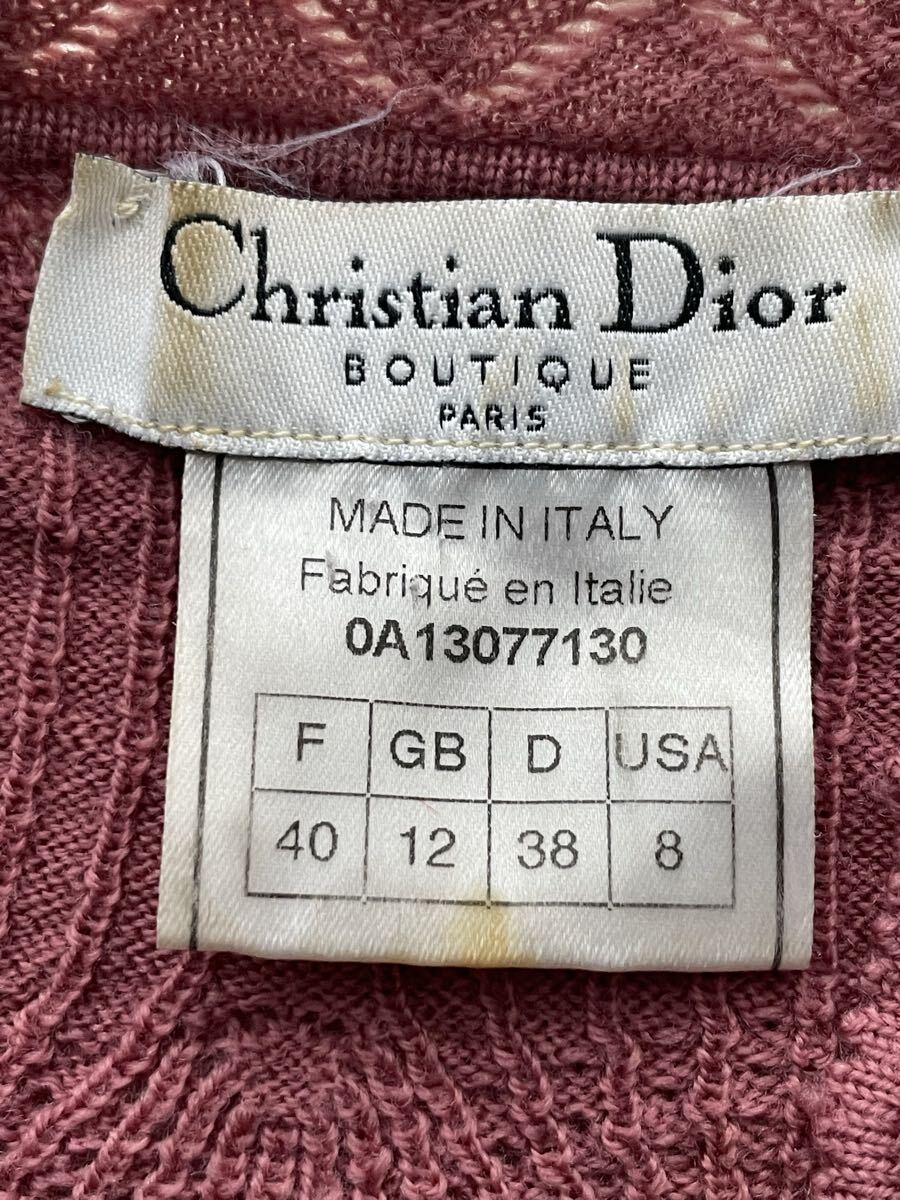 Christian Dior
BOUTIQUE
PARIS
MADE IN ITALY
Fabriqué en Italie
0A13077130
F GB D USA
40 12 38 8